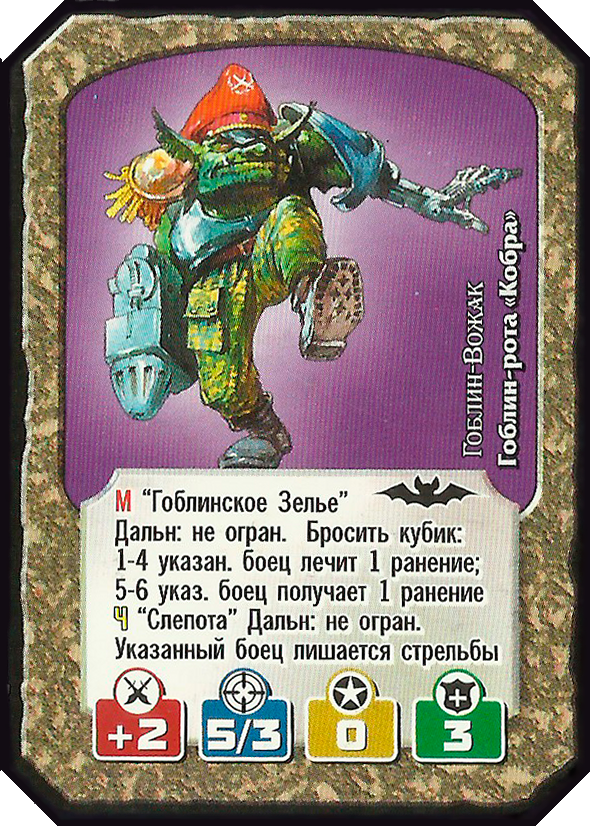 Гоблин-Вожак
Гоблин-рота «Кобра»
М “Гоблинское Зелье”
Дальн: не огран. Бросить кубик:
1-4 указан. боец лечит 1 ранение;
5-6 указ. боец получает 1 ранение
Ч “Слепота” Дальн: не огран.
Указанный боец лишается стрельбы
+2 5/3 0 3